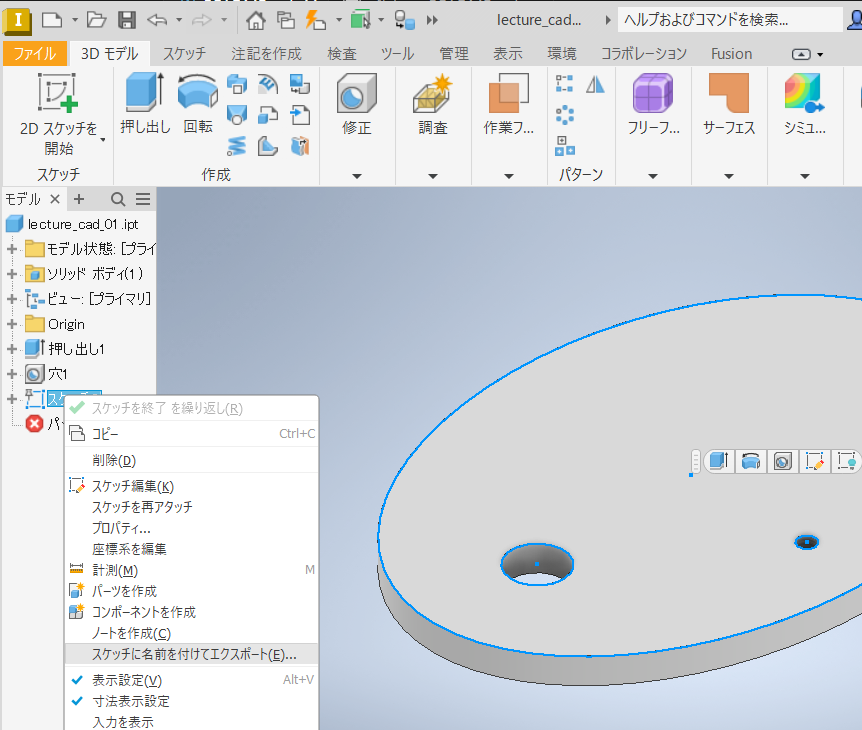 I
lecture_cad...
ヘルプおよびコマンドを検索...
ファイル 3D モデル スケッチ 注記を作成 検査 ツール 管理 表示 環境 コラボレーション Fusion
2D スケッチを
開始
押し出し
回転
修正
調査
作業フ...
フリーフ...
サーフェス
シミュ...
スケッチ
作成
パターン
モデル
lecture_cad_01.ipt
モデル状態: [プライ
ソリッド ボディ(1)
ビュー: [プライマリ]
Origin
押し出し1
穴1
スケッチを終了 を繰り返し(R)
コピー Ctrl+C
削除(D)
スケッチ編集(K)
スケッチを再アタッチ
プロパティ...
座標系を編集
計測(M) M
パーツを作成
コンポーネントを作成
ノートを作成(C)
スケッチに名前を付けてエクスポート(E)...
表示設定(V) Alt+V
寸法表示設定
入力を表示